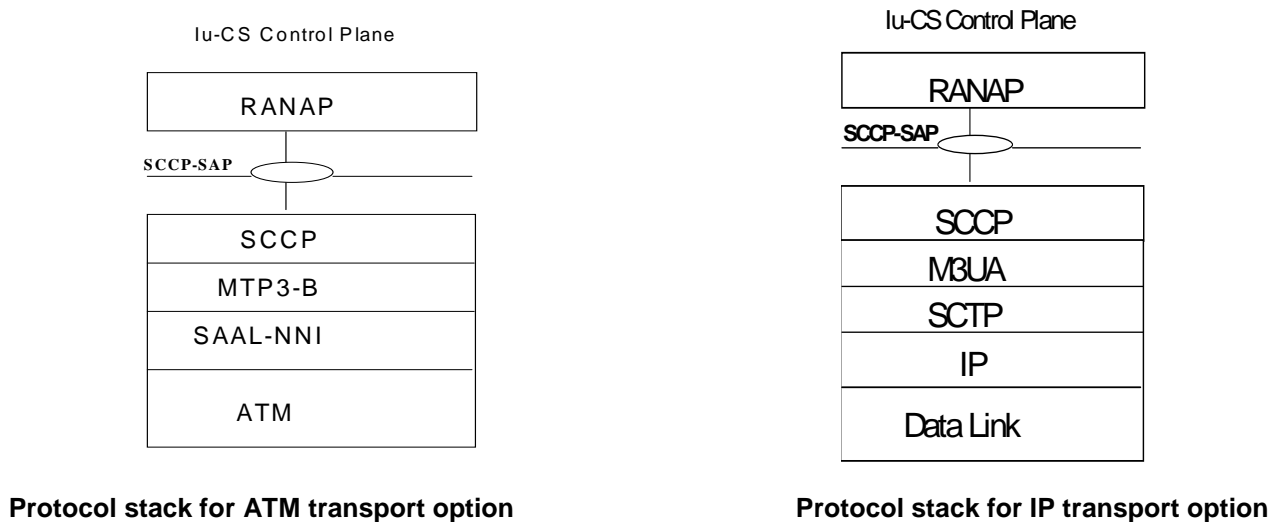 Iu-CS Control Plane
RANAP
SCCP-SAP
SCCP
MTP3-B
SAAL-NNI
ATM
Protocol stack for ATM transport option
Iu-CS Control Plane
RANAP
SCCP-SAP
SCCP
M3UA
SCTP
IP
Data Link
Protocol stack for IP transport option